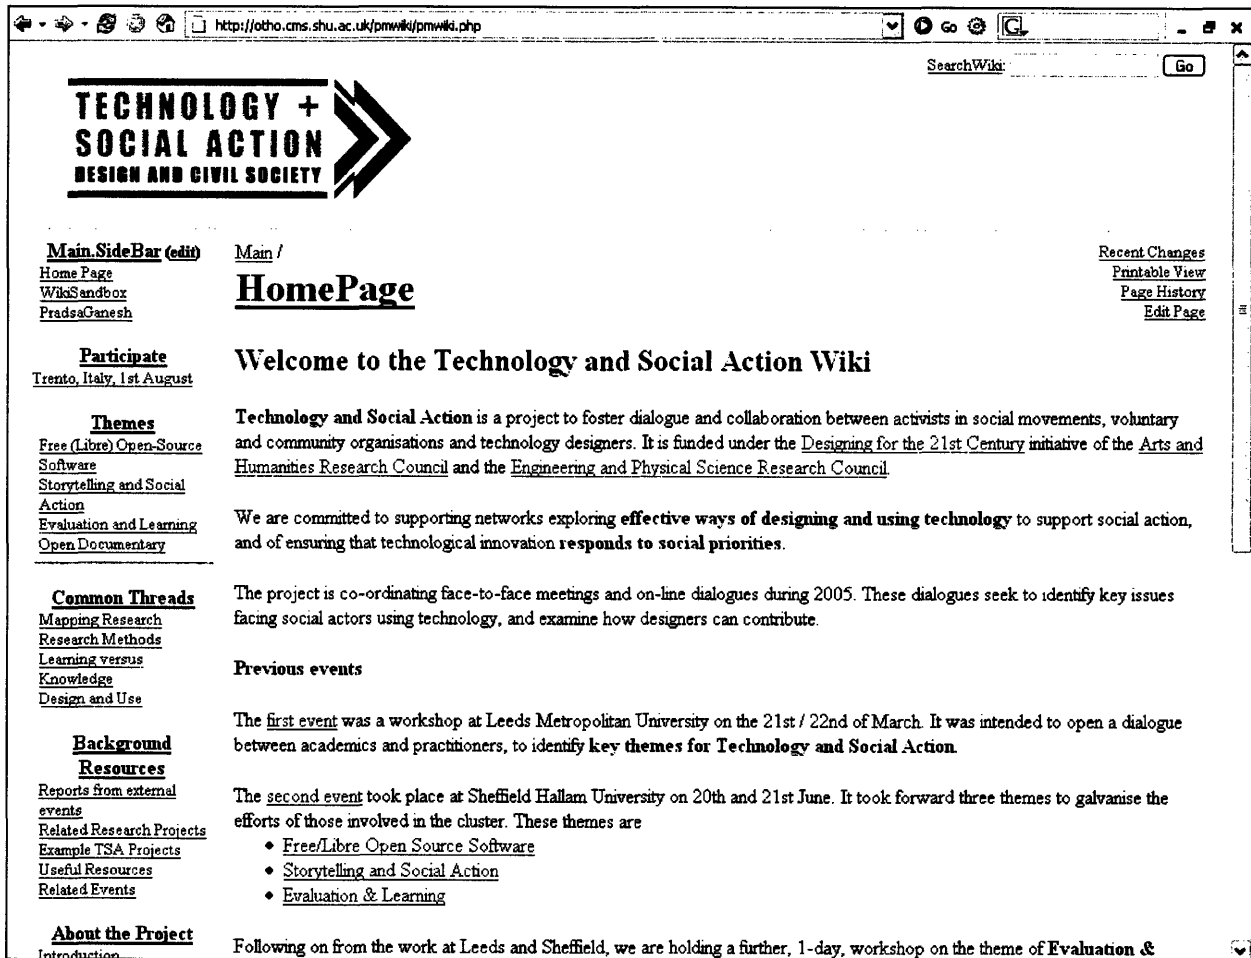 http://otho.cms.shu.ac.uk/pmwiki/pmwiki.php
Go
G
SearchWiki:
Go
TECHNOLOGY +
SOCIAL ACTION
DESIGN AND CIVIL SOCIETY
Main.SideBar (edit)
Home Page
WikiSandbox
PradsaGanesh
Participate
Trento, Italy, 1st August
Themes
Free (Libre) Open-Source
Software
Storytelling and Social
Action
Evaluation and Learning
Open Documentary
Common Threads
Mapping Research
Research Methods
Learning versus
Knowledge
Design and Use
Background
Resources
Reports from external
events
Related Research Projects
Example TSA Projects
Useful Resources
Related Events
About the Project
Introduction
Main /
HomePage
Recent Changes
Printable View
Page History
Edit Page
Welcome to the Technology and Social Action Wiki
Technology and Social Action is a project to foster dialogue and collaboration between activists in social movements, voluntary
and community organisations and technology designers. It is funded under the Designing for the 21st Century initiative of the Arts and
Humanities Research Council and the Engineering and Physical Science Research Council.
We are committed to supporting networks exploring effective ways of designing and using technology to support social action,
and of ensuring that technological innovation responds to social priorities.
The project is co-ordinating face-to-face meetings and on-line dialogues during 2005. These dialogues seek to identify key issues
facing social actors using technology, and examine how designers can contribute.
Previous events
The first event was a workshop at Leeds Metropolitan University on the 21st / 22nd of March. It was intended to open a dialogue
between academics and practitioners, to identify key themes for Technology and Social Action.
The second event took place at Sheffield Hallam University on 20th and 21st June. It took forward three themes to galvanise the
efforts of those involved in the cluster. These themes are
• Free/Libre Open Source Software
• Storytelling and Social Action
• Evaluation & Learning
Following on from the work at Leeds and Sheffield, we are holding a further, 1-day, workshop on the theme of Evaluation &